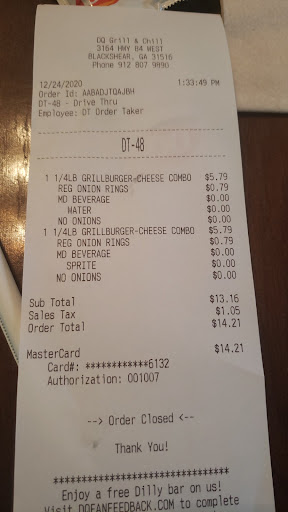 DQ Grill & Chill
3164 HWY 84 WEST
BLACKSHEAR, GA 31516
Phone 912 807 9890
12/24/2020 1:33:49 PM
Order Id: AABADJTQAJBH
DT-48 - Drive Thru
Employee: DT Order Taker
DT-48
1 1/4LB GRILLBURGER-CHEESE COMBO $5.79
REG ONION RINGS $0.79
MD BEVERAGE $0.00
WATER $0.00
NO ONIONS $0.00
1 1/4LB GRILLBURGER-CHEESE COMBO $5.79
REG ONION RINGS $0.79
MD BEVERAGE $0.00
SPRITE $0.00
NO ONIONS $0.00
Sub Total $13.16
Sales Tax $1.05
Order Total $14.21
MasterCard $14.21
Card#: ************6132
Authorization: 001007
--> Order Closed <--
Thank You!
*******************************
Enjoy a free Dilly bar on us!
Visit DQFANFEEDBACK.COM to complete